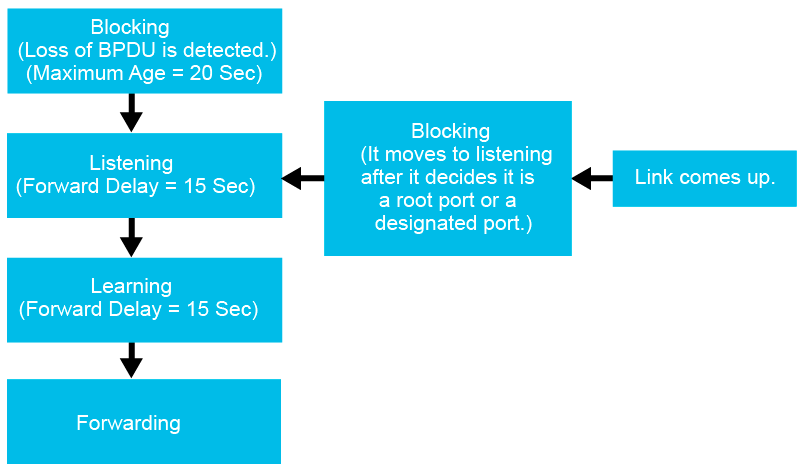 Blocking
(Loss of BPDU is detected.)
(Maximum Age = 20 Sec)
Listening
(Forward Delay = 15 Sec)
Blocking
(It moves to listening
after it decides it is
a root port or a
designated port.)
Link comes up.
Learning
(Forward Delay = 15 Sec)
Forwarding